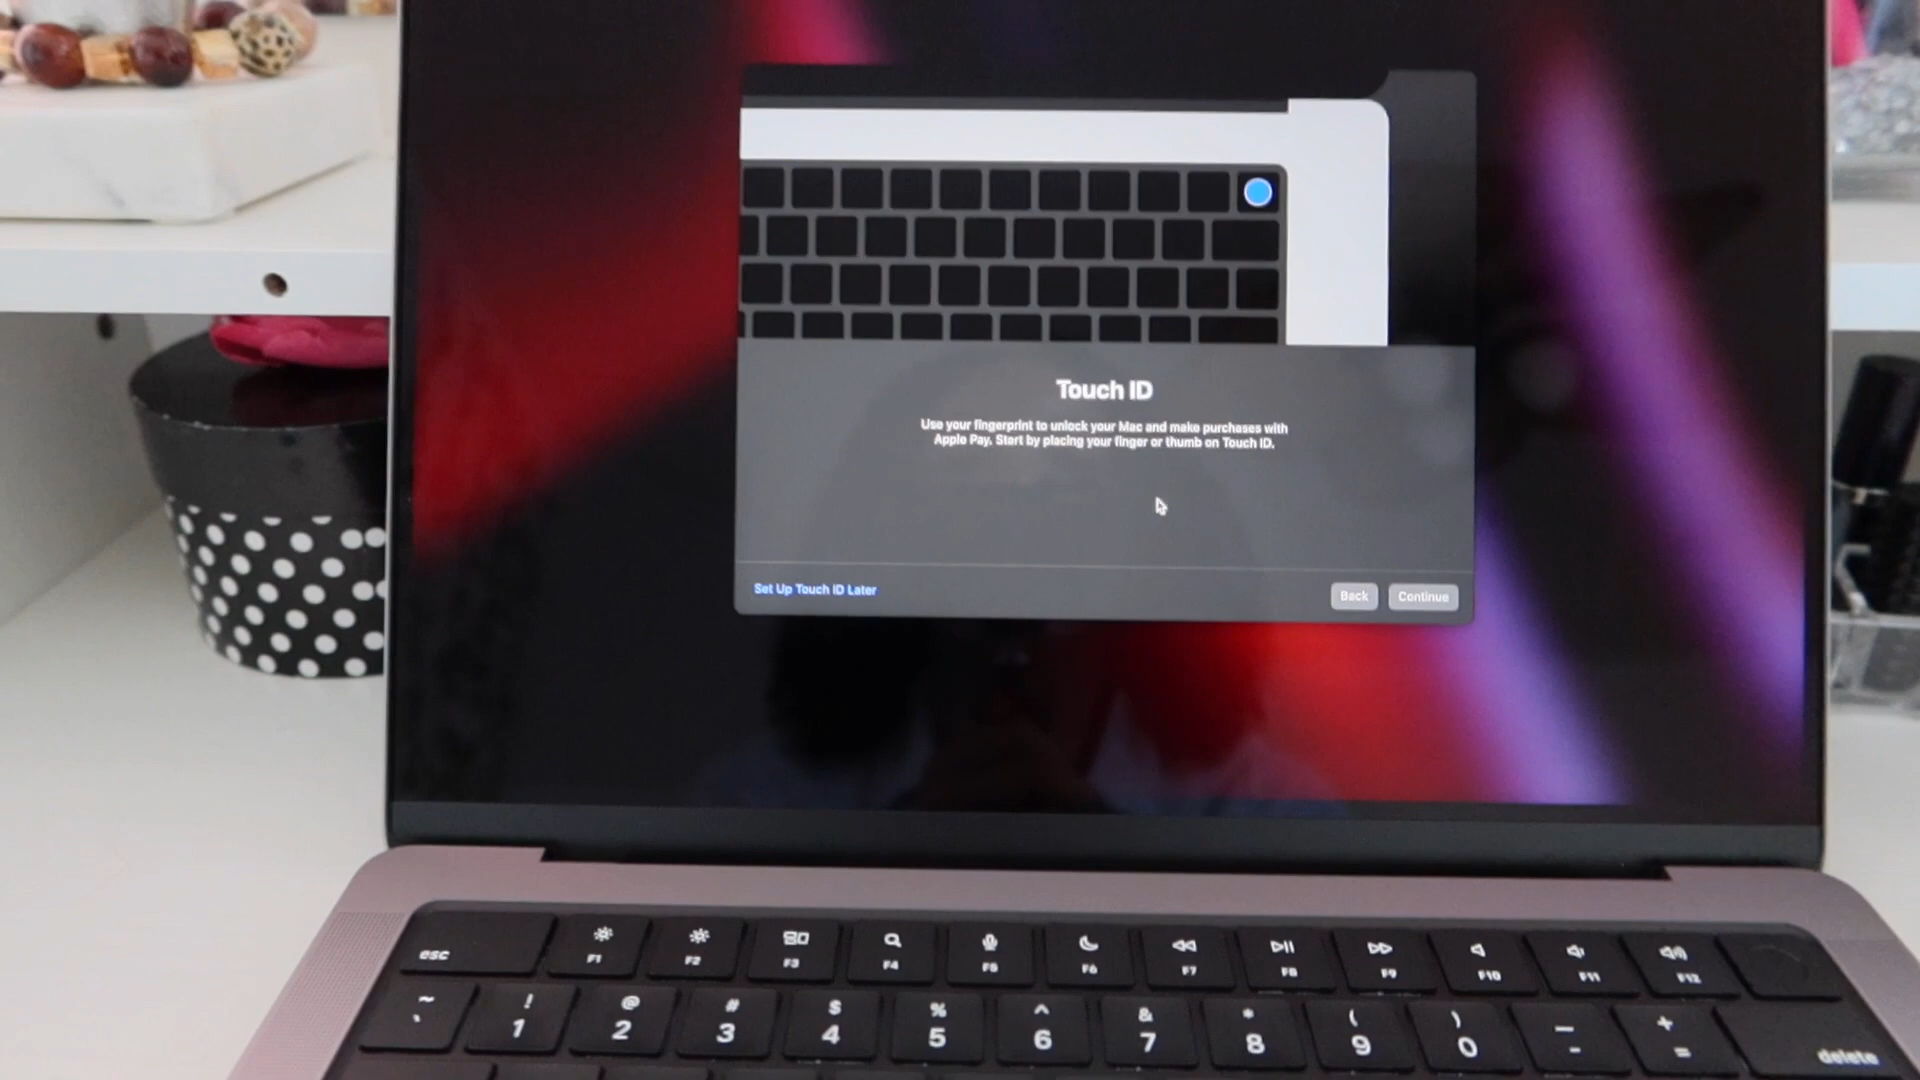 Touch ID
Use your fingerprint to unlock your Mac and make purchases with
Apple Pay. Start by placing your finger or thumb on Touch ID.
Set Up Touch ID Later
Back
Continue
esc
F1
F2
F3
F4
F5
F6
F7
F8
F9
F10
F11
F12
~ ! @ # $ % ^ & * ( ) — +
` 1 2 3 4 5 6 7 8 9 0 - =
delete